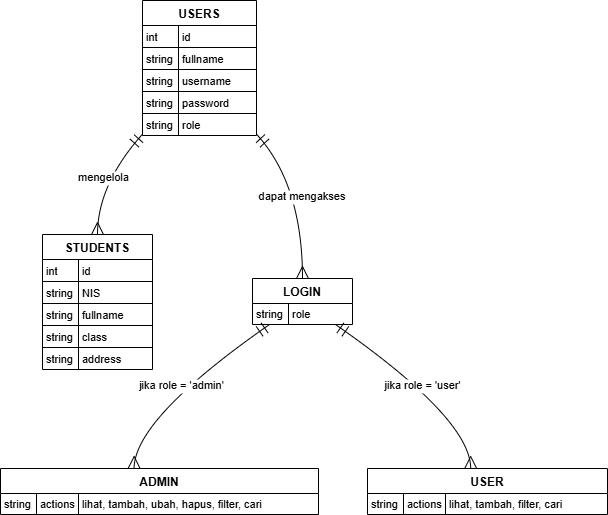 USERS
int id
string fullname
string username
string password
string role
mengelola
dapat mengakses
STUDENTS
int id
string NIS
string fullname
string class
string address
LOGIN
string role
jika role = 'admin'
jika role = 'user'
ADMIN
string actions lihat, tambah, ubah, hapus, filter, cari
USER
string actions lihat, tambah, filter, cari